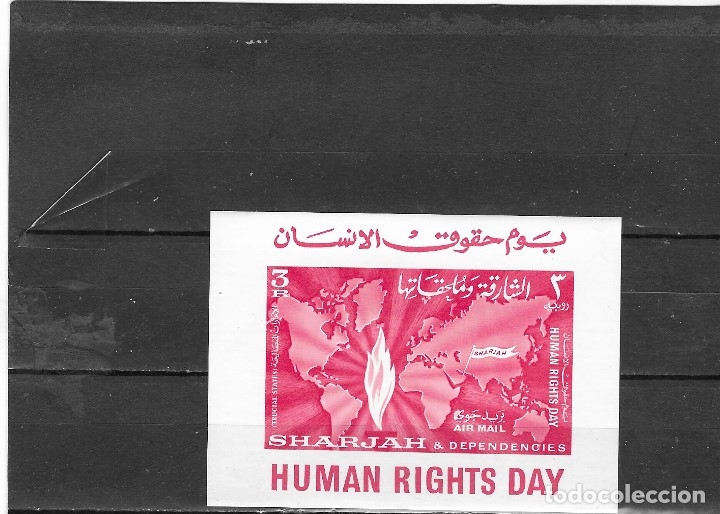 يوم حقوق الانسان
3
R
الشارقة وملحقاتها
٣
روبية
SHARJAH
HUMAN RIGHTS DAY
(TRUCIAL STATES)
بريد جوي
AIR MAIL
SHARJAH & DEPENDENCIES
HUMAN RIGHTS DAY
todocoleccion